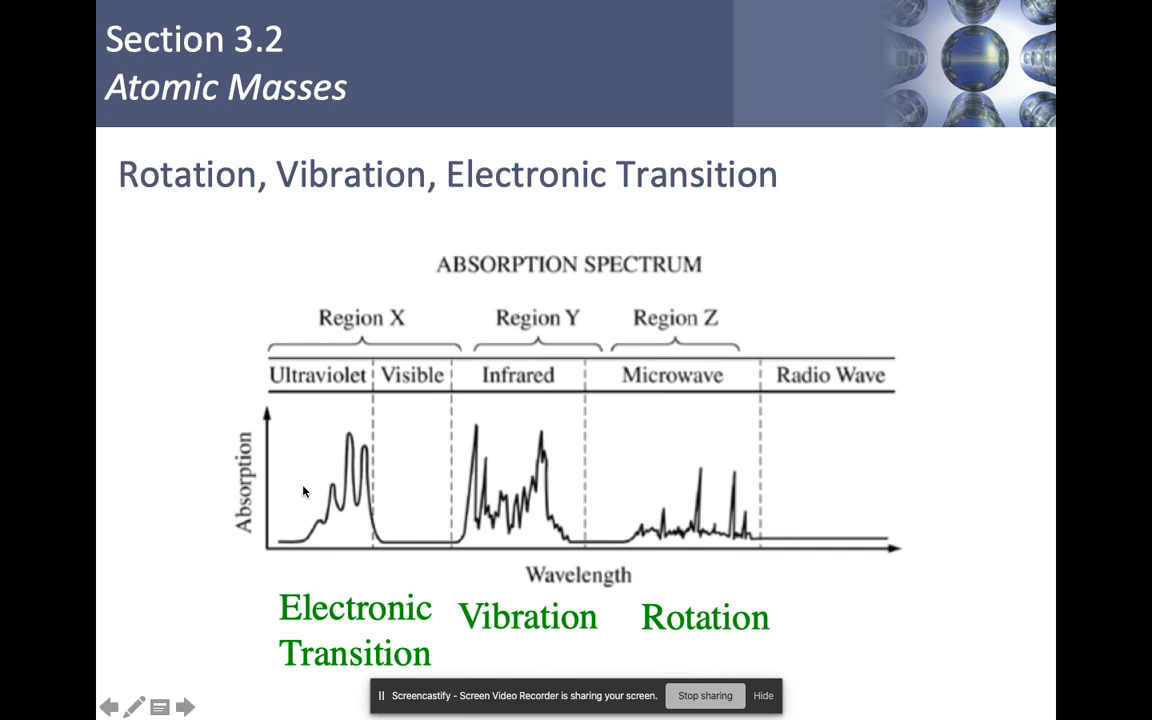 Section 3.2
Atomic Masses
Rotation, Vibration, Electronic Transition
ABSORPTION SPECTRUM
Region X Region Y Region Z
Ultraviolet Visible Infrared Microwave Radio Wave
Absorption
Wavelength
Electronic Transition
Vibration
Rotation
Screencastify - Screen Video Recorder is sharing your screen. Stop sharing Hide